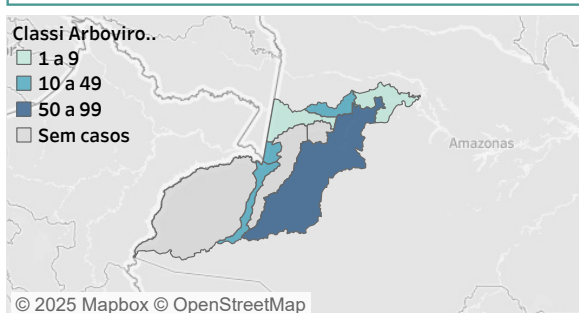 Classi Arboviro..
1 a 9
10 a 49
50 a 99
Sem casos
Amazonas
© 2025 Mapbox © OpenStreetMap